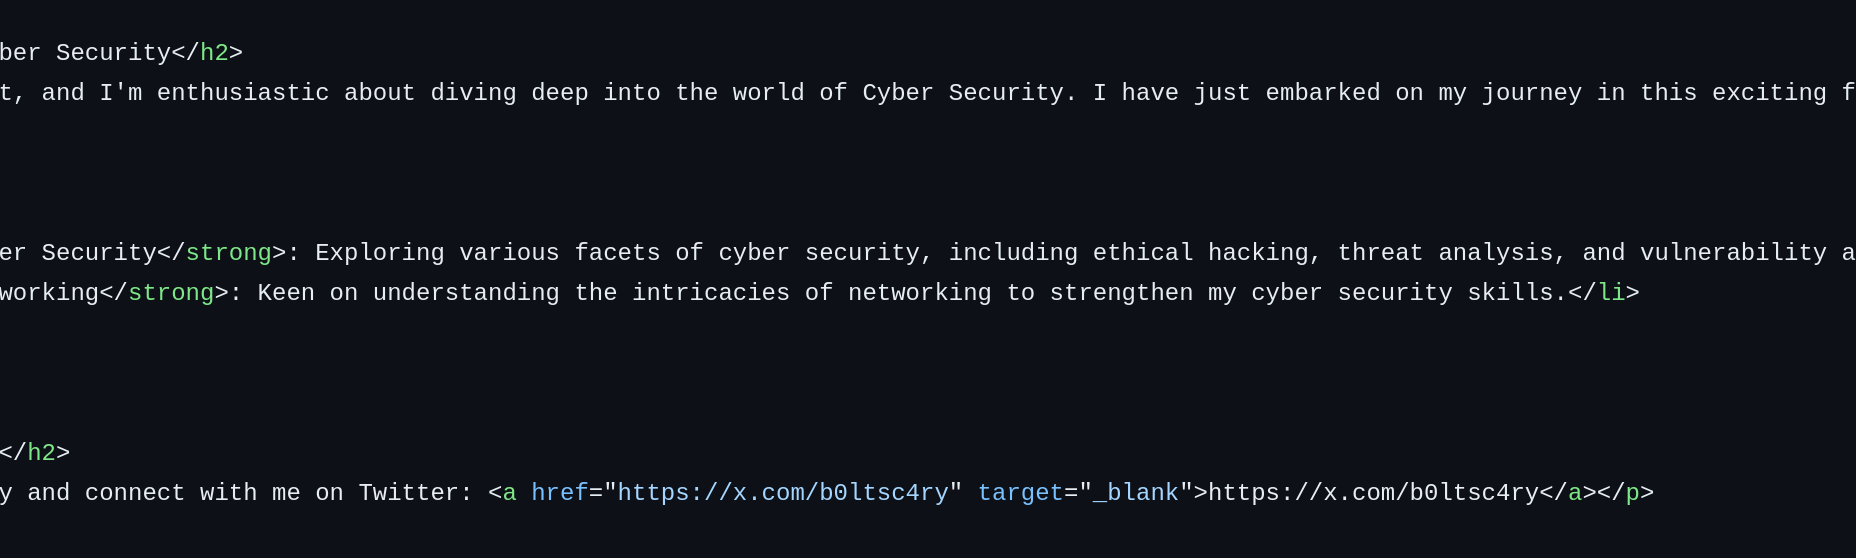 ber Security</h2>
t, and I'm enthusiastic about diving deep into the world of Cyber Security. I have just embarked on my journey in this exciting f
er Security</strong>: Exploring various facets of cyber security, including ethical hacking, threat analysis, and vulnerability a
working</strong>: Keen on understanding the intricacies of networking to strengthen my cyber security skills.</li>
</h2>
y and connect with me on Twitter: <a href="https://x.com/b0ltsc4ry" target="_blank">https://x.com/b0ltsc4ry</a></p>